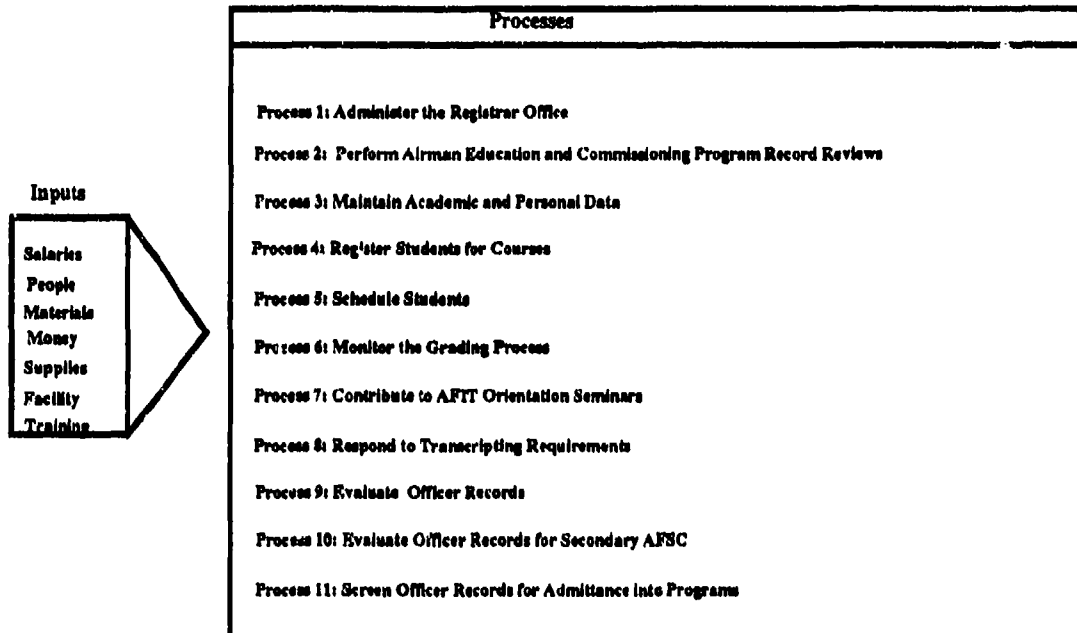 Processes
Process 1: Administer the Registrar Office
Process 2: Perform Airman Education and Commissioning Program Record Reviews
Process 3: Maintain Academic and Personal Data
Process 4: Register Students for Courses
Process 5: Schedule Students
Process 6: Monitor the Grading Process
Process 7: Contribute to AFIT Orientation Seminars
Process 8: Respond to Transcripting Requirements
Process 9: Evaluate Officer Records
Process 10: Evaluate Officer Records for Secondary AFSC
Process 11: Screen Officer Records for Admittance into Programs
Inputs
Salaries
People
Materials
Money
Supplies
Facility
Training